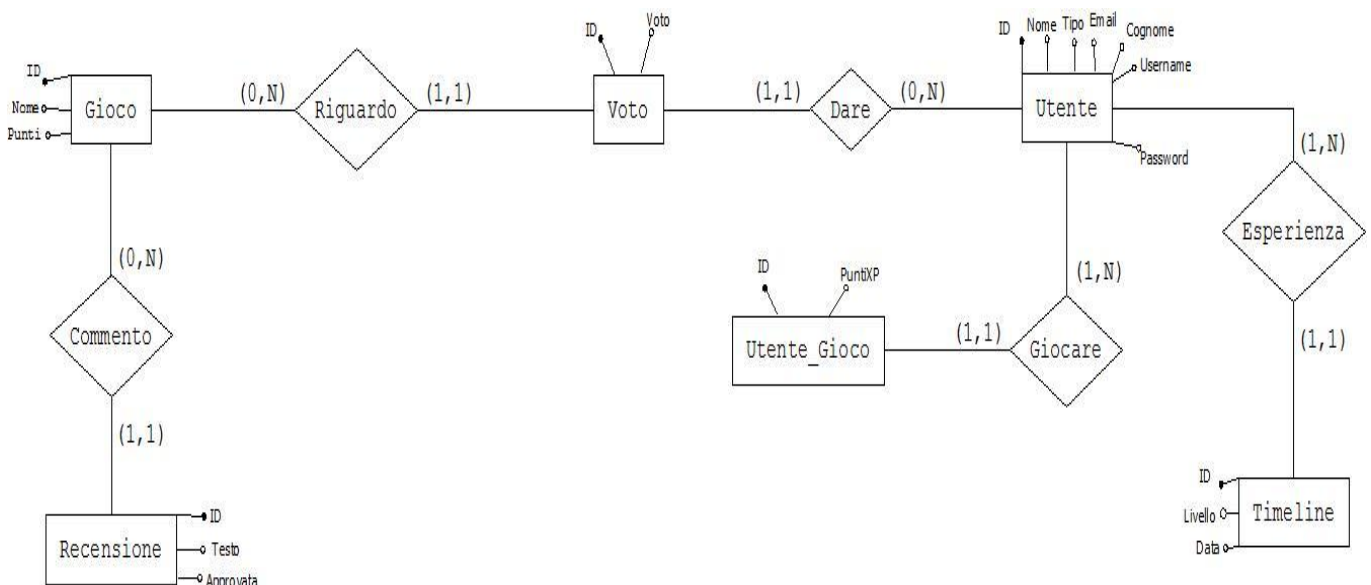 ID
Nome
Punti
Gioco
(0,N)
Riguardo
(1,1)
ID
Voto
Voto
(1,1)
Dare
(0,N)
ID
Nome
Tipo
Email
Cognome
Username
Utente
Password
(1,N)
Esperienza
(1,1)
(0,N)
Commento
(1,1)
ID
PuntiXP
Utente_Gioco
(1,1)
Giocare
(1,N)
Recensione
ID
Testo
Approvata
ID
Livello
Data
Timeline